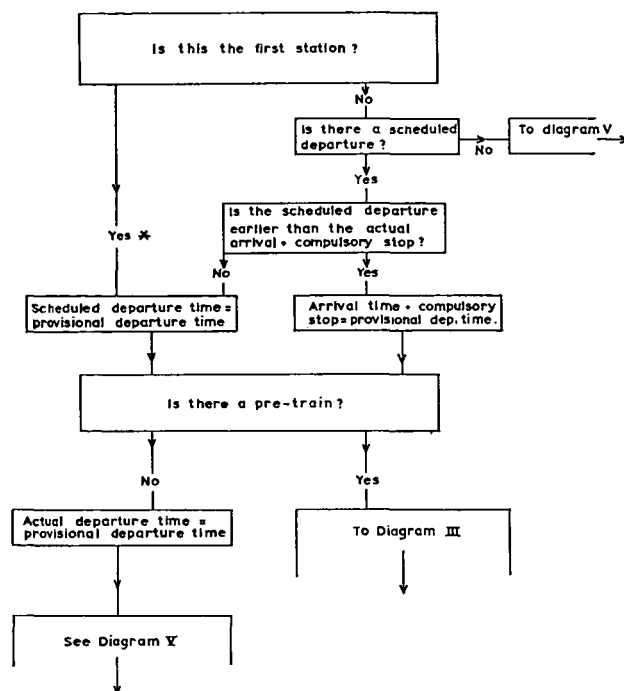 Is this the first station ?
No
Is there a scheduled
departure ?
No
To diagram V
Yes
Is the scheduled departure
earlier than the actual
arrival + compulsory stop ?
Yes *
No
Yes
Scheduled departure time =
provisional departure time
Arrival time + compulsory
stop = provisional dep. time.
Is there a pre-train ?
No
Yes
Actual departure time =
provisional departure time
To Diagram III
See Diagram V